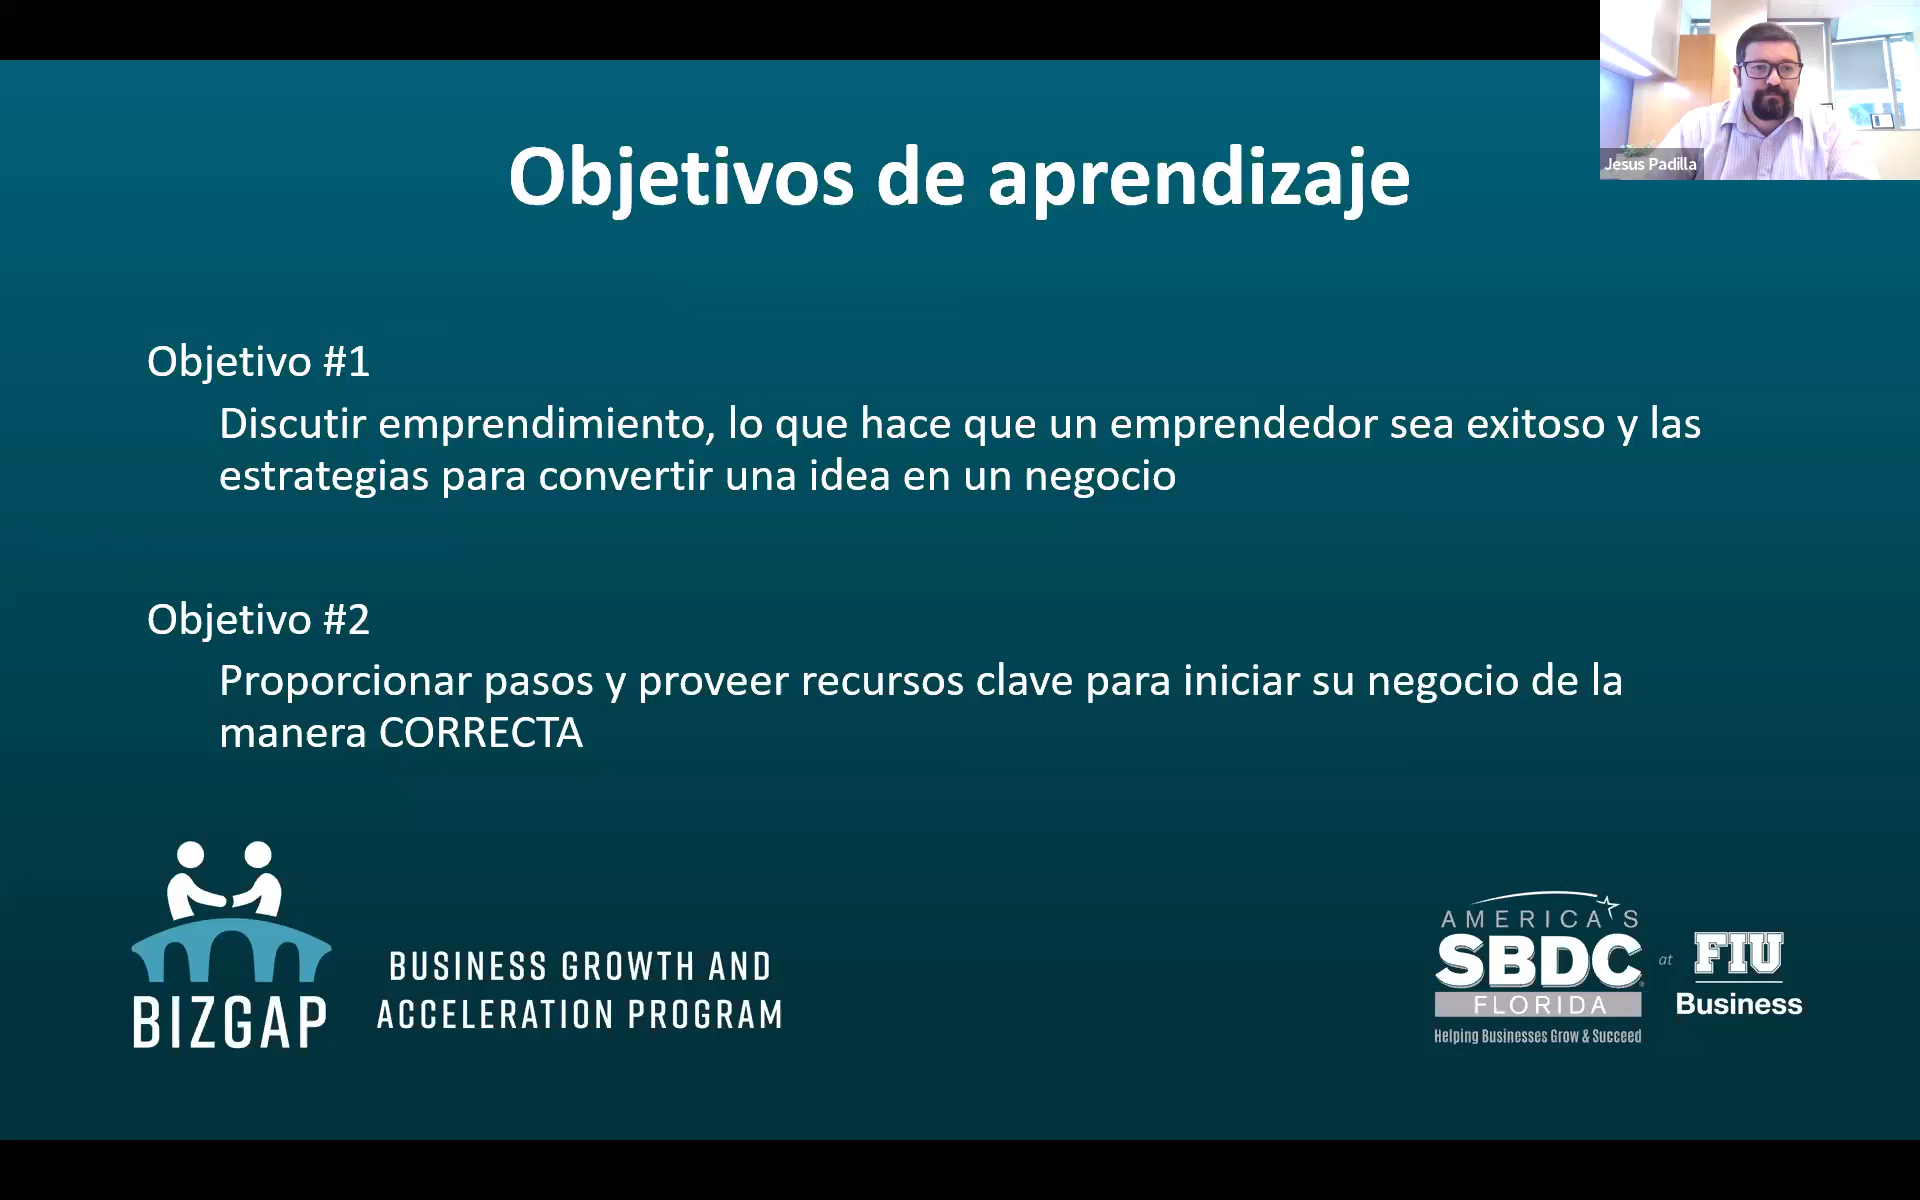 Jesus Padilla
Objetivos de aprendizaje
Objetivo #1
Discutir emprendimiento, lo que hace que un emprendedor sea exitoso y las
estrategias para convertir una idea en un negocio
Objetivo #2
Proporcionar pasos y proveer recursos clave para iniciar su negocio de la
manera CORRECTA
BIZGAP
BUSINESS GROWTH AND
ACCELERATION PROGRAM
AMERICA'S
SBDC
FLORIDA
Helping Businesses Grow & Succeed
at
FIU
Business